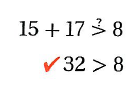 15 + 17 >? 8
✓ 32 > 8